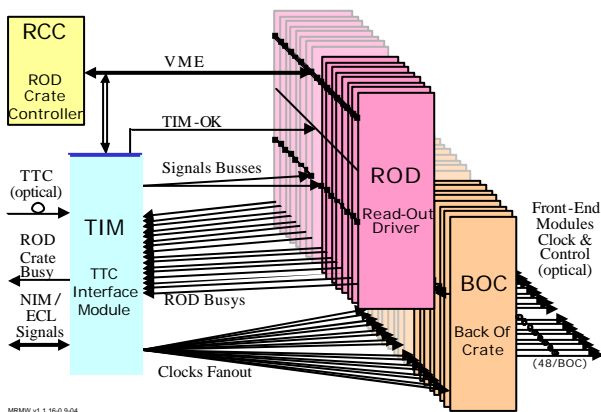 RCC
ROD
Crate
Controller
VME
TIM-OK
Signals Busses
TTC
(optical)
TIM
TTC
Interface
Module
ROD
Crate
Busy
NIM /
ECL
Signals
ROD Busys
Clocks Fanout
ROD
Read-Out
Driver
BOC
Back Of
Crate
Front-End
Modules
Clock &
Control
(optical)
(48/BOC)
MRMW v1.1 16-0.9-04